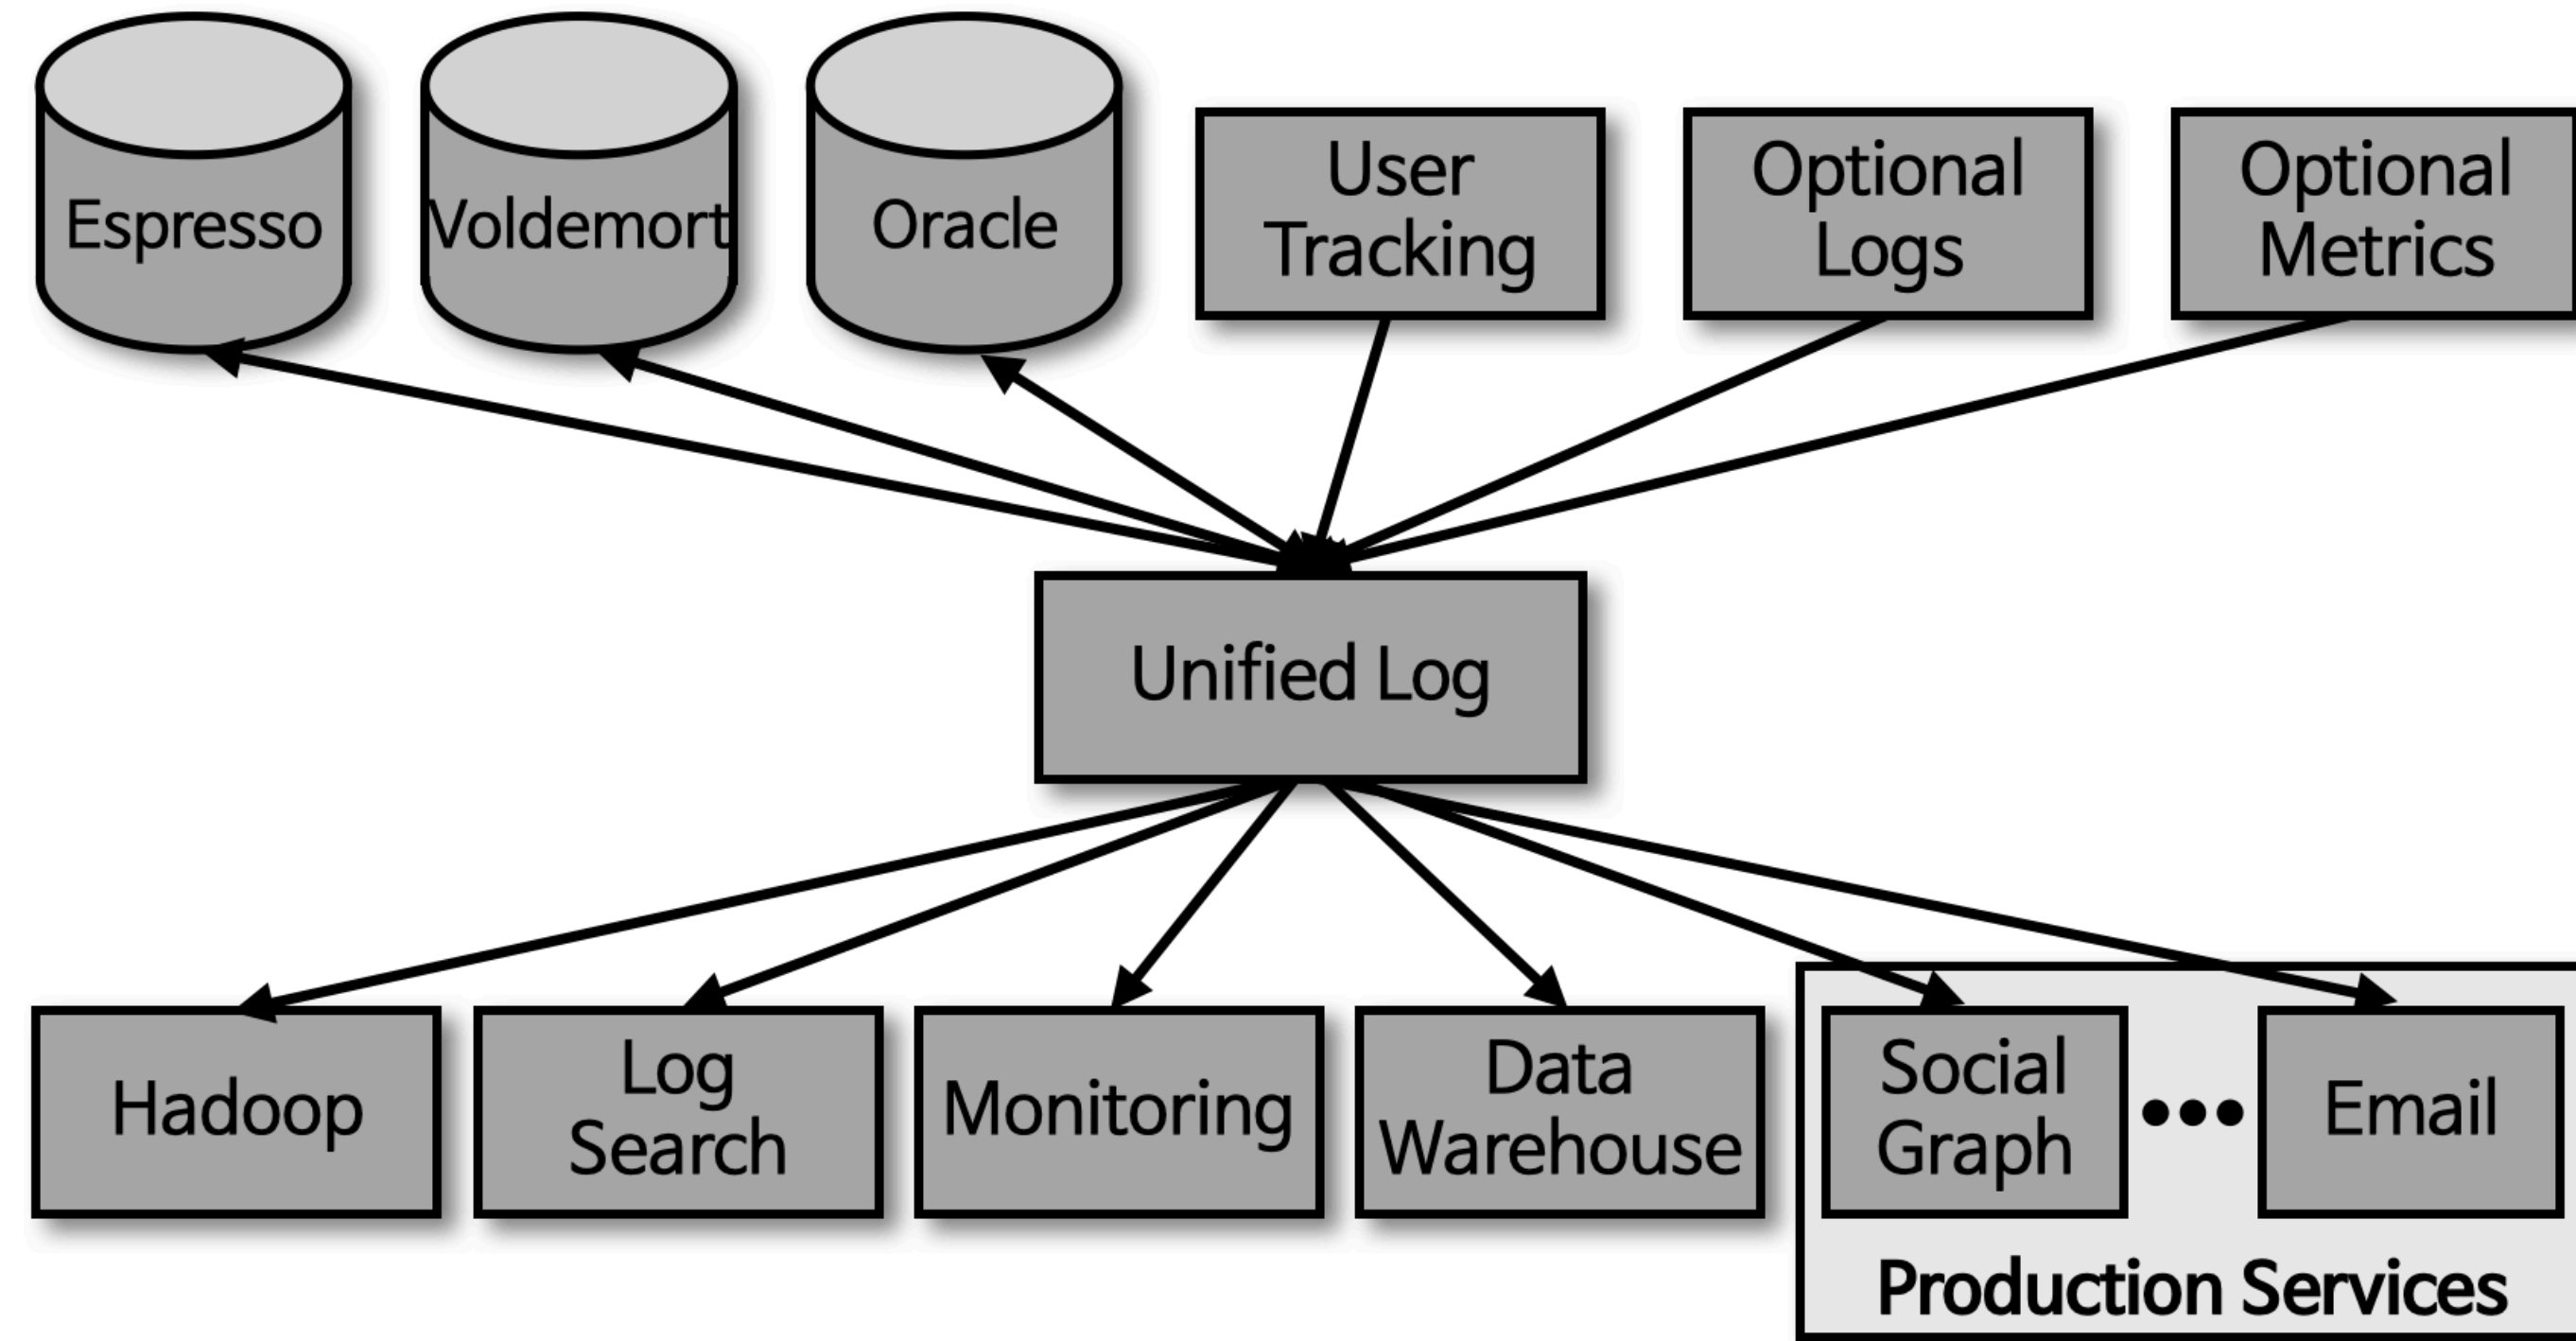 Espresso
Voldemort
Oracle
User
Tracking
Optional
Logs
Optional
Metrics
Unified Log
Hadoop
Log
Search
Monitoring
Data
Warehouse
Social
Graph
Email
Production Services